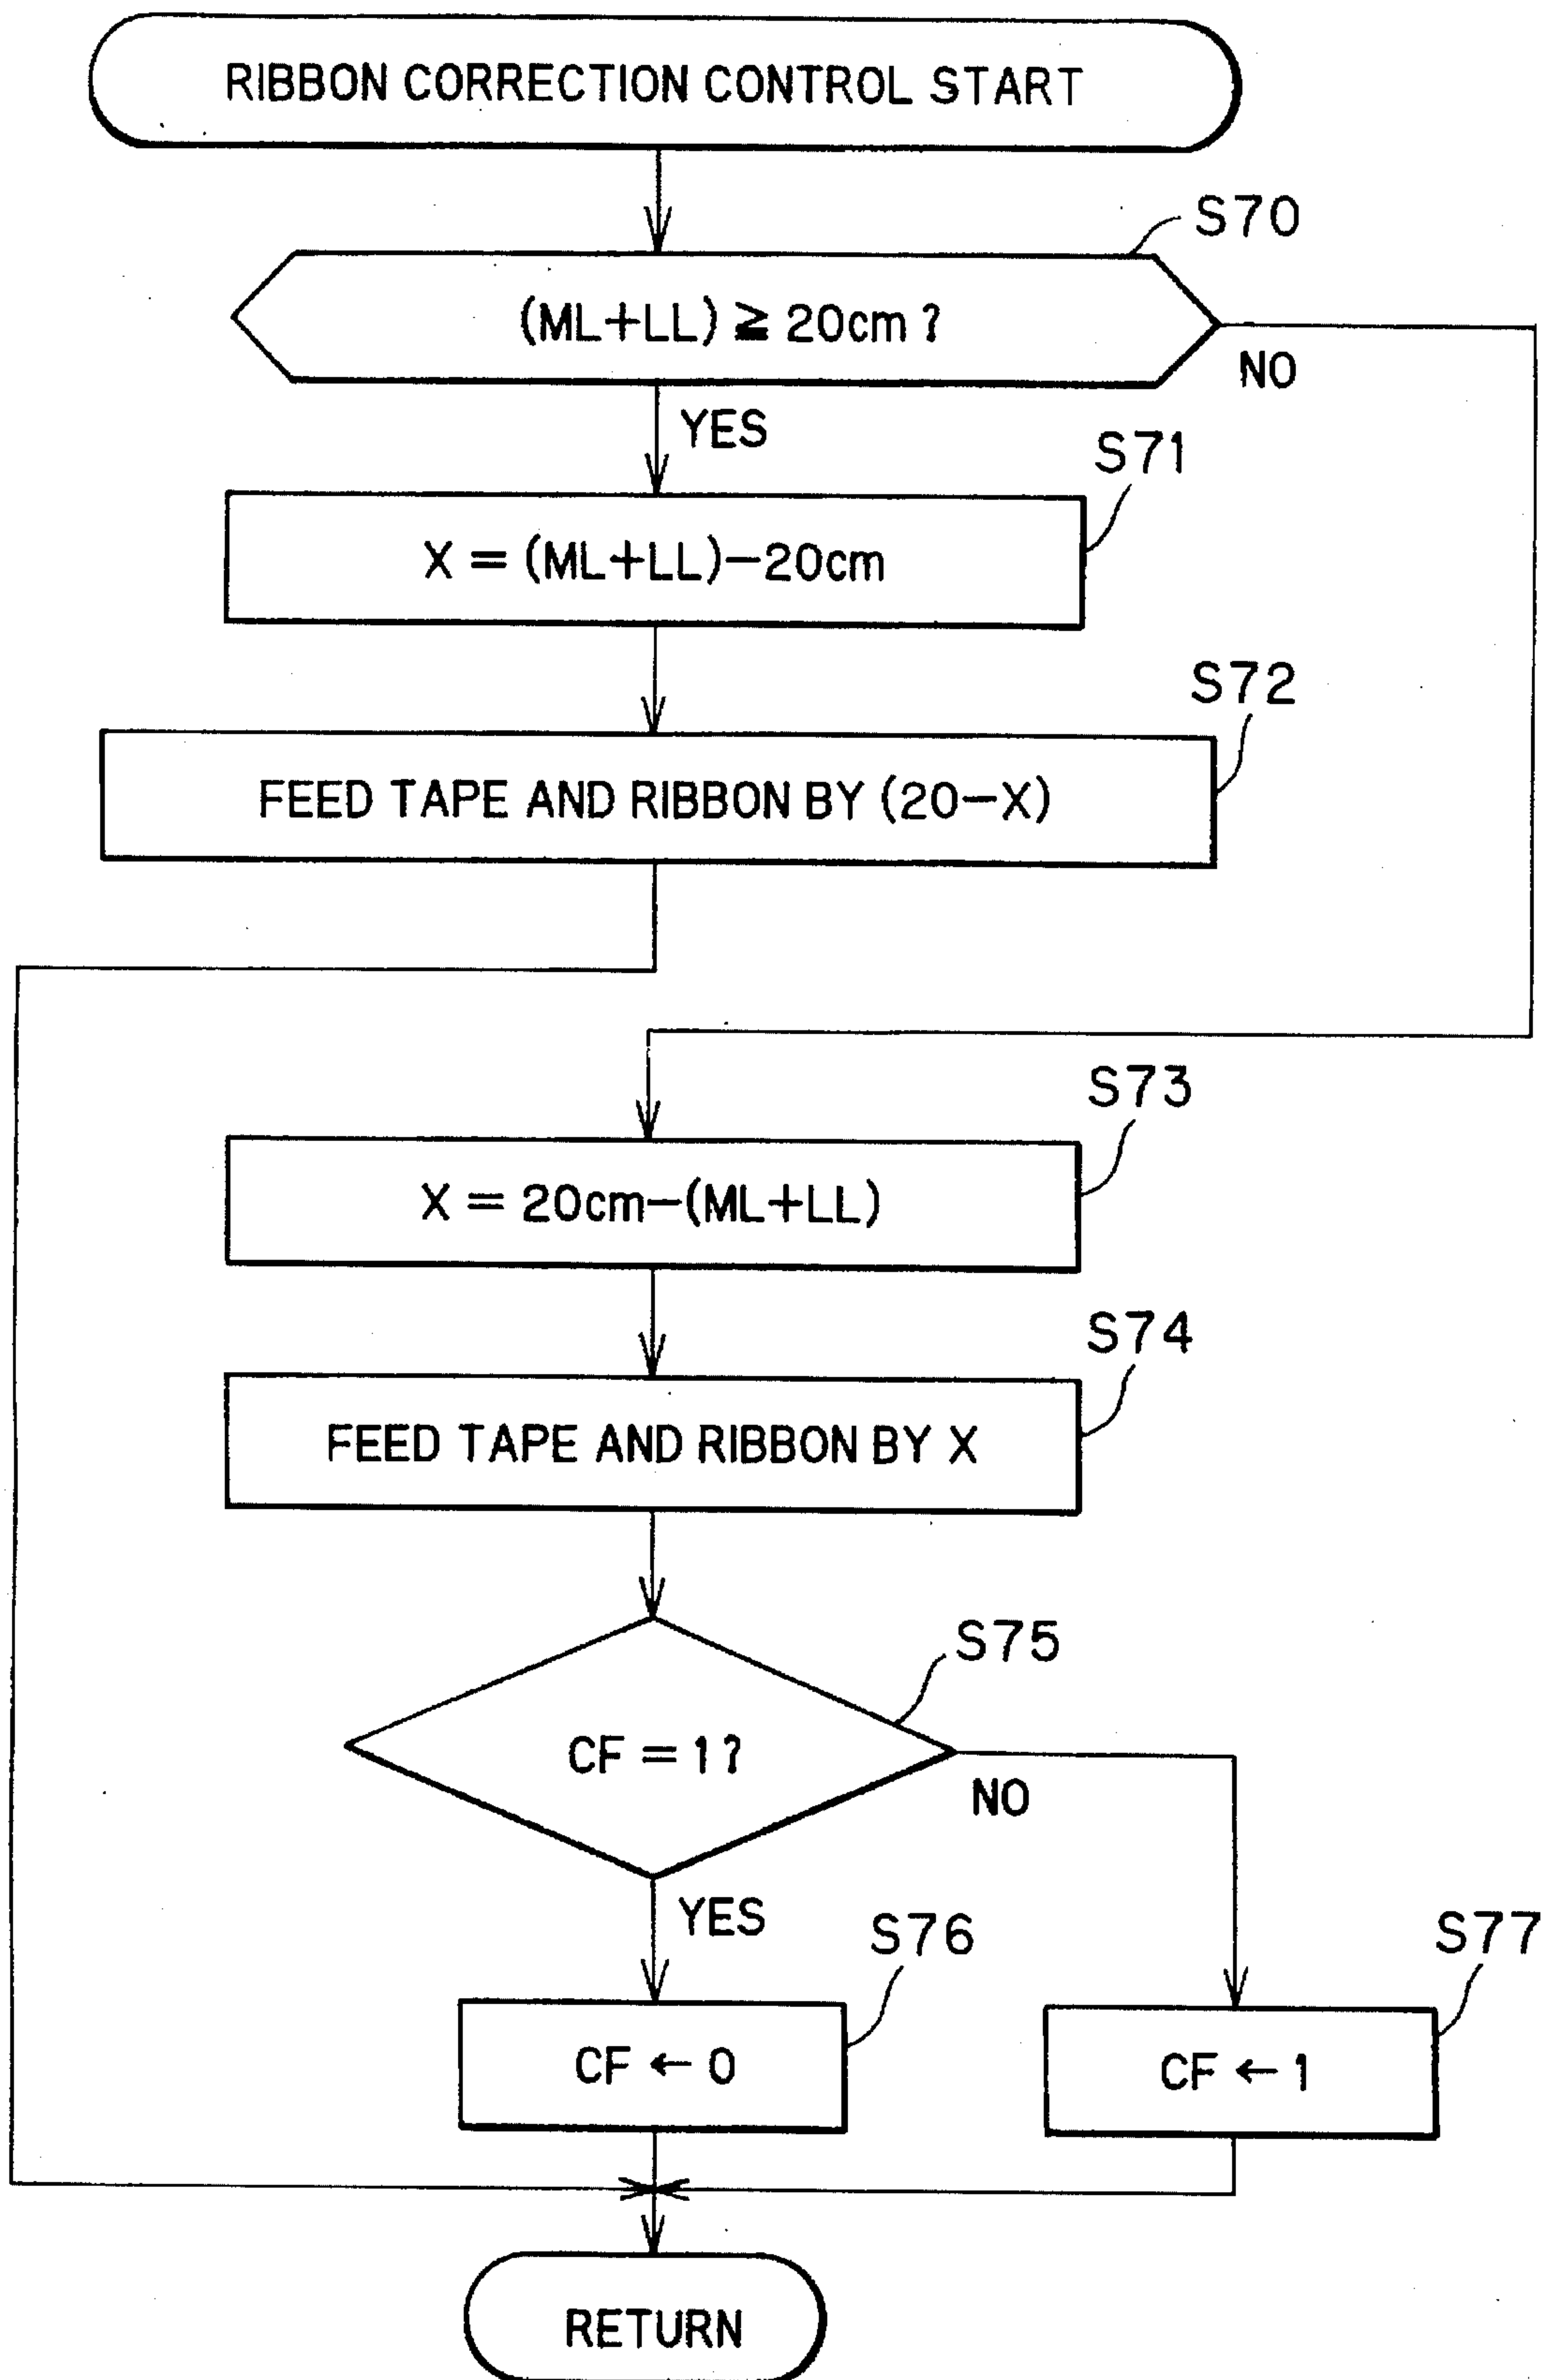 RIBBON CORRECTION CONTROL START
S70
(ML+LL) ≧ 20cm ?
NO
YES
S71
X = (ML+LL)−20cm
S72
FEED TAPE AND RIBBON BY (20−X)
S73
X = 20cm−(ML+LL)
S74
FEED TAPE AND RIBBON BY X
S75
CF = 1 ?
NO
YES
S76
S77
CF ← 0
CF ← 1
RETURN